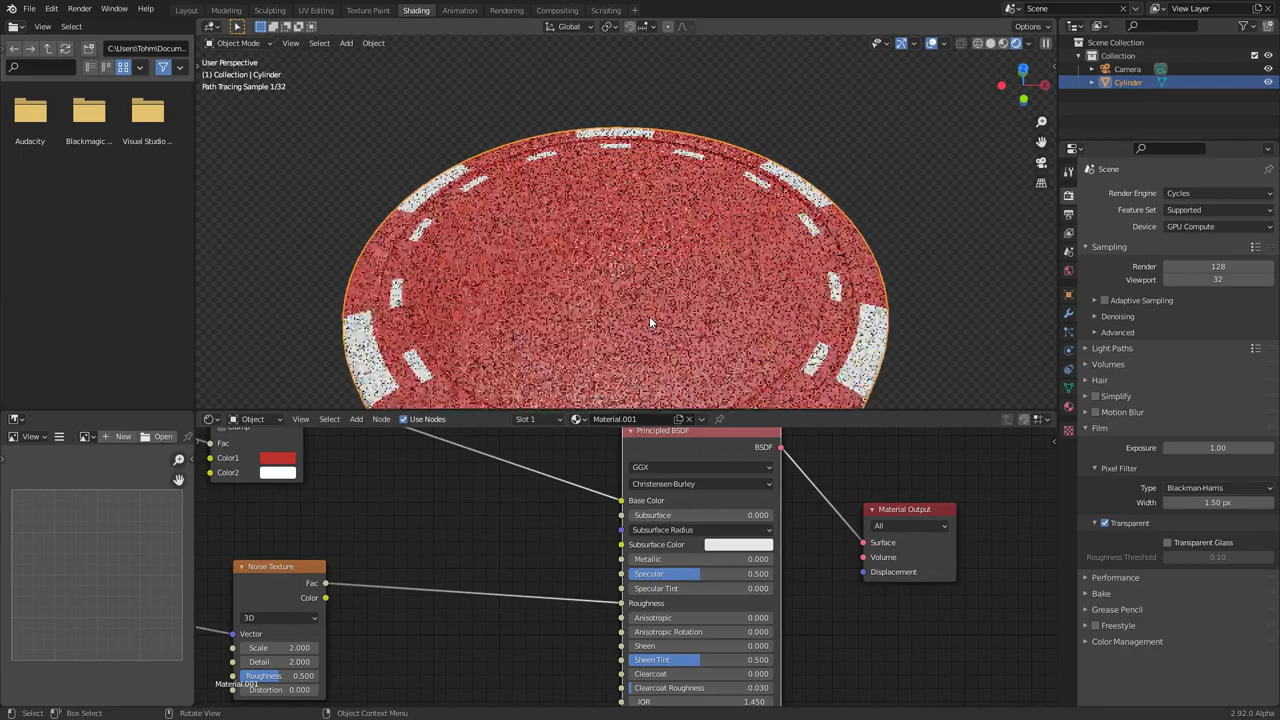 File Edit Render Window Help
Layout Modeling Sculpting UV Editing Texture Paint Shading Animation Rendering Compositing Scripting
Scene
View Layer
View Select
Global
Options
C:\Users\Tohm\Docum...
Object Mode View Select Add Object
Audacity
Blackmagic ...
Visual Studio ...
User Perspective
(1) Collection | Cylinder
Path Tracing Sample 1/32
Scene Collection
Collection
Camera
Cylinder
Scene
Render Engine Cycles
Feature Set Supported
Device GPU Compute
Sampling
Render 128
Viewport 32
Adaptive Sampling
Denoising
Advanced
Light Paths
Volumes
Hair
Simplify
Motion Blur
Film
Exposure 1.00
Pixel Filter
Type Blackman-Harris
Width 1.50 px
Transparent
Transparent Glass
Roughness Threshold 0.10
Performance
Bake
Grease Pencil
Freestyle
Color Management
View New Open
Object View Select Add Node Use Nodes Slot 1 Material.001
Clamp
Fac
Color1
Color2
Noise Texture
Fac
Color
3D
Vector
Scale 2.000
Detail 2.000
Roughness 0.500
Distortion 0.000
Material.001
Principled BSDF
BSDF
GGX
Christensen-Burley
Base Color
Subsurface 0.000
Subsurface Radius
Subsurface Color
Metallic 0.000
Specular 0.500
Specular Tint 0.000
Roughness
Anisotropic 0.000
Anisotropic Rotation 0.000
Sheen 0.000
Sheen Tint 0.500
Clearcoat 0.000
Clearcoat Roughness 0.030
IOR 1.450
Material Output
All
Surface
Volume
Displacement
Select Box Select Rotate View Object Context Menu 2.92.0 Alpha